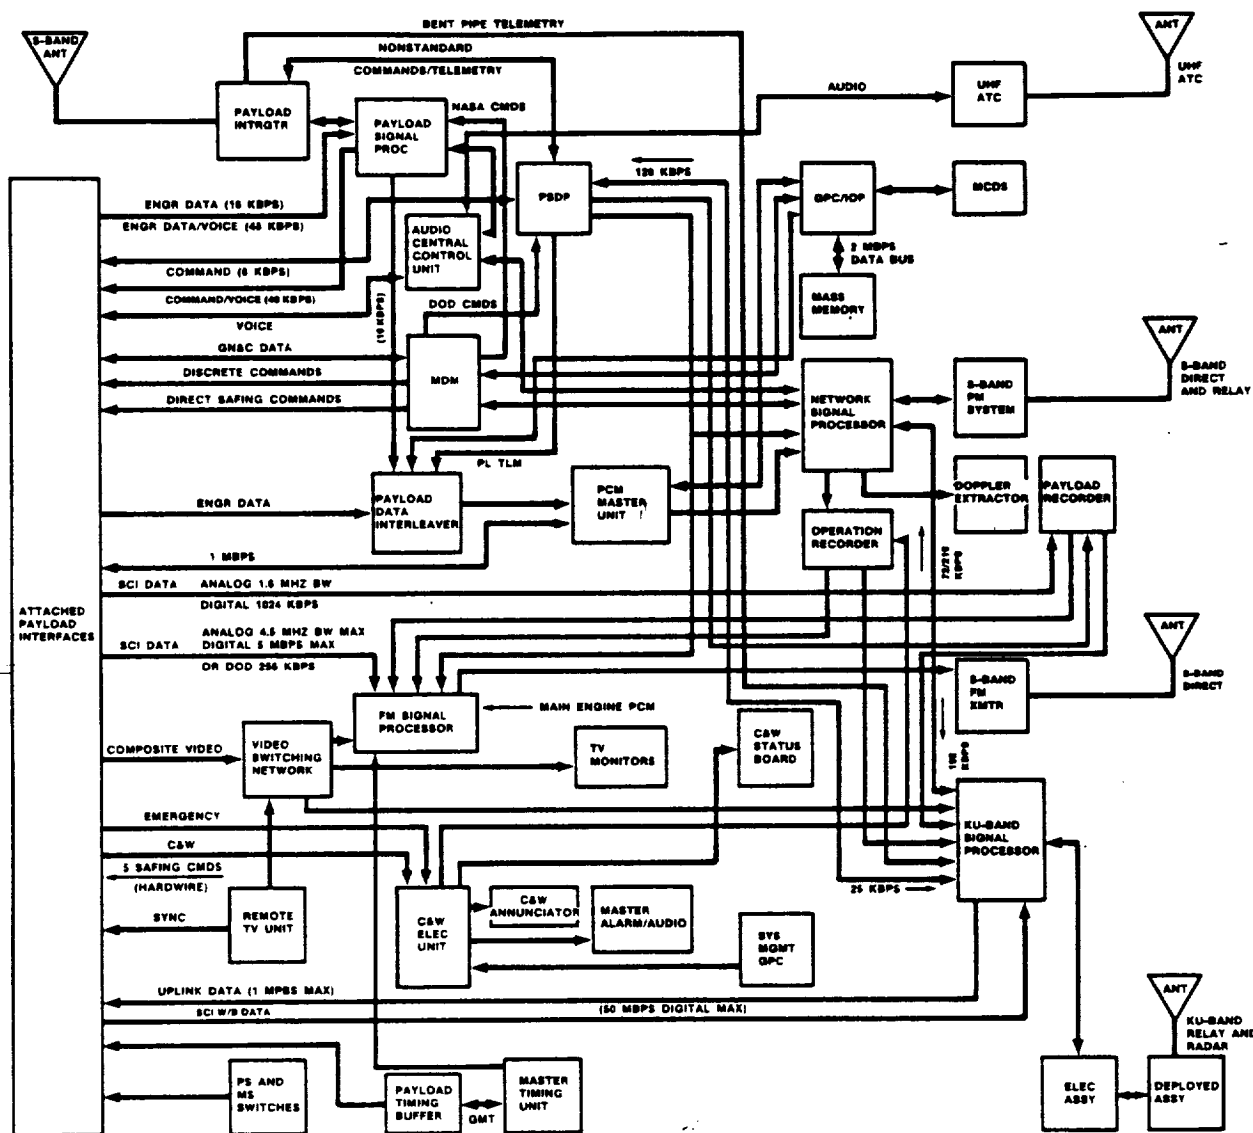 BENT PIPE TELEMETRY
NONSTANDARD
COMMANDS/TELEMETRY
S-BAND
ANT
PAYLOAD
INTRGTR
PAYLOAD
SIGNAL
PROC
NASA CMDS
AUDIO
UHF
ATC
ANT
UHF
ATC
128 KBPS
PSDP
GPC/IOP
MCDS
2 MBPS
DATA BUS
MASS
MEMORY
ENGR DATA (16 KBPS)
ENGR DATA/VOICE (48 KBPS)
AUDIO
CENTRAL
CONTROL
UNIT
COMMAND (8 KBPS)
COMMAND/VOICE (40 KBPS)
VOICE
(16 KBPS)
DOD CMDS
GN&C DATA
DISCRETE COMMANDS
DIRECT SAFING COMMANDS
MDM
NETWORK
SIGNAL
PROCESSOR
S-BAND
PM
SYSTEM
ANT
S-BAND
DIRECT
AND RELAY
PL TLM
PAYLOAD
DATA
INTERLEAVER
PCM
MASTER
UNIT
DOPPLER
EXTRACTOR
PAYLOAD
RECORDER
ENGR DATA
OPERATION
RECORDER
72/216
KBPS
1 MBPS
SCI DATA ANALOG 1.6 MHZ BW
DIGITAL 1024 KBPS
ATTACHED
PAYLOAD
INTERFACES
ANALOG 4.5 MHZ BW MAX
SCI DATA DIGITAL 5 MBPS MAX
OR DOD 256 KBPS
ANT
S-BAND
DIRECT
S-BAND
FM
XMTR
MAIN ENGINE PCM
FM SIGNAL
PROCESSOR
COMPOSITE VIDEO
VIDEO
SWITCHING
NETWORK
TV
MONITORS
C&W
STATUS
BOARD
KBPS
EMERGENCY
C&W
5 SAFING CMDS
(HARDWIRE)
KU-BAND
SIGNAL
PROCESSOR
25 KBPS
SYNC
REMOTE
TV UNIT
C&W
ELEC
UNIT
C&W
ANNUNCIATOR
MASTER
ALARM/AUDIO
SYS
MGMT
GPC
UPLINK DATA (1 MPBS MAX)
SCI W/B DATA
(50 MBPS DIGITAL MAX)
ANT
KU-BAND
RELAY AND
RADAR
PS AND
MS
SWITCHES
PAYLOAD
TIMING
BUFFER
GMT
MASTER
TIMING
UNIT
ELEC
ASSY
DEPLOYED
ASSY